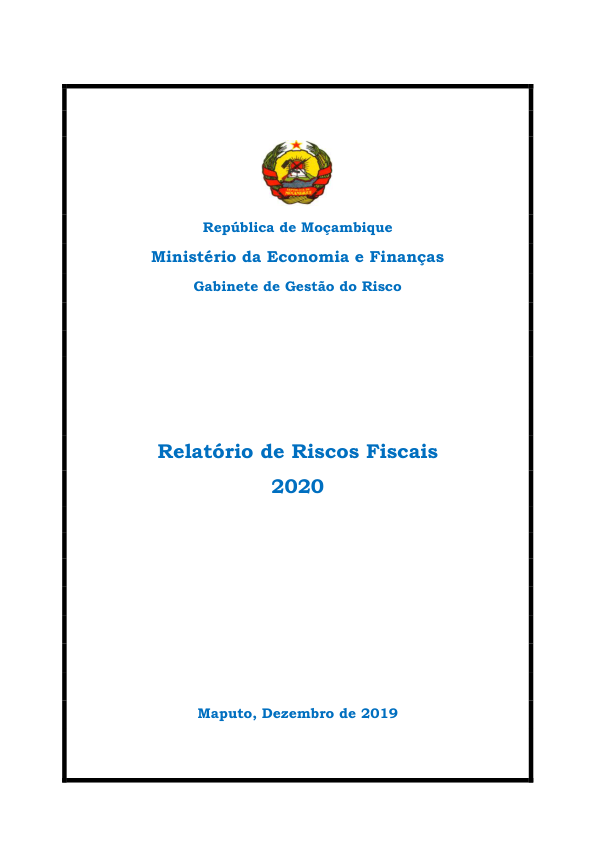 República de Moçambique
Ministério da Economia e Finanças
Gabinete de Gestão do Risco
Relatório de Riscos Fiscais
2020
Maputo, Dezembro de 2019